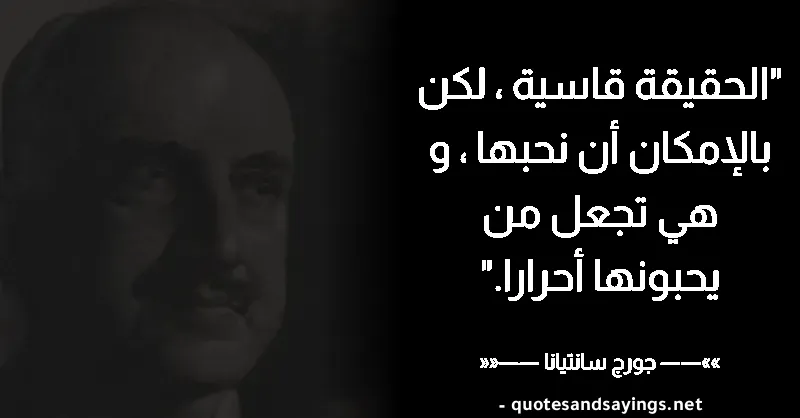 "الحقيقة قاسية ، لكن
بالإمكان أن نحبها ، و
هي تجعل من
يحبونها أحرارا."
»»—— جورج سانتيانا ——««
- quotesandsayings.net